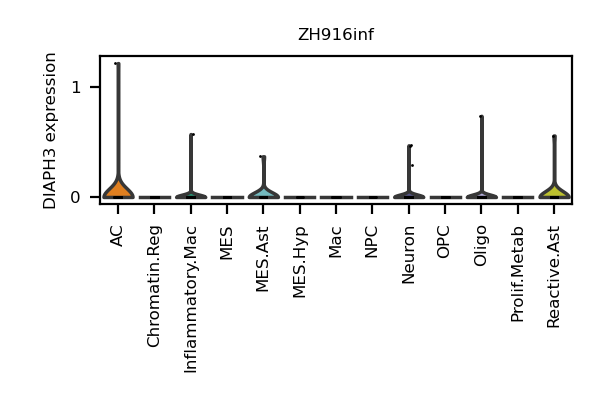 ZH916inf
DIAPH3 expression
1
0
AC
Chromatin.Reg
Inflammatory.Mac
MES
MES.Ast
MES.Hyp
Mac
NPC
Neuron
OPC
Oligo
Prolif.Metab
Reactive.Ast